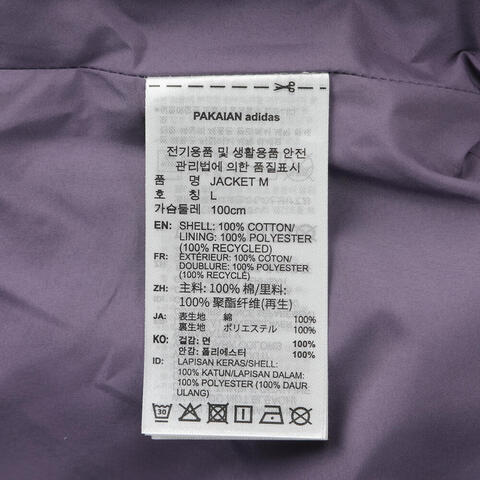 PAKAIAN adidas
전기용품 및 생활용품 안전
관리법에 의한 품질표시
품 명 JACKET M
호 칭 L
가슴둘레 100cm
EN: SHELL: 100% COTTON/
LINING: 100% POLYESTER
(100% RECYCLED)
FR: EXTÉRIEUR: 100% COTON/
DOUBLURE: 100% POLYESTER
(100% RECYCLÉ)
ZH: 主料: 100% 棉/里料:
100% 聚酯纤维(再生)
JA: 表生地 綿 100%
裏生地 ポリエステル 100%
KO: 겉감: 면 100%
안감: 폴리에스터 100%
ID: LAPISAN KERAS/SHELL:
100% KATUN/LAPISAN DALAM:
100% POLYESTER (100% DAUR
ULANG)
30